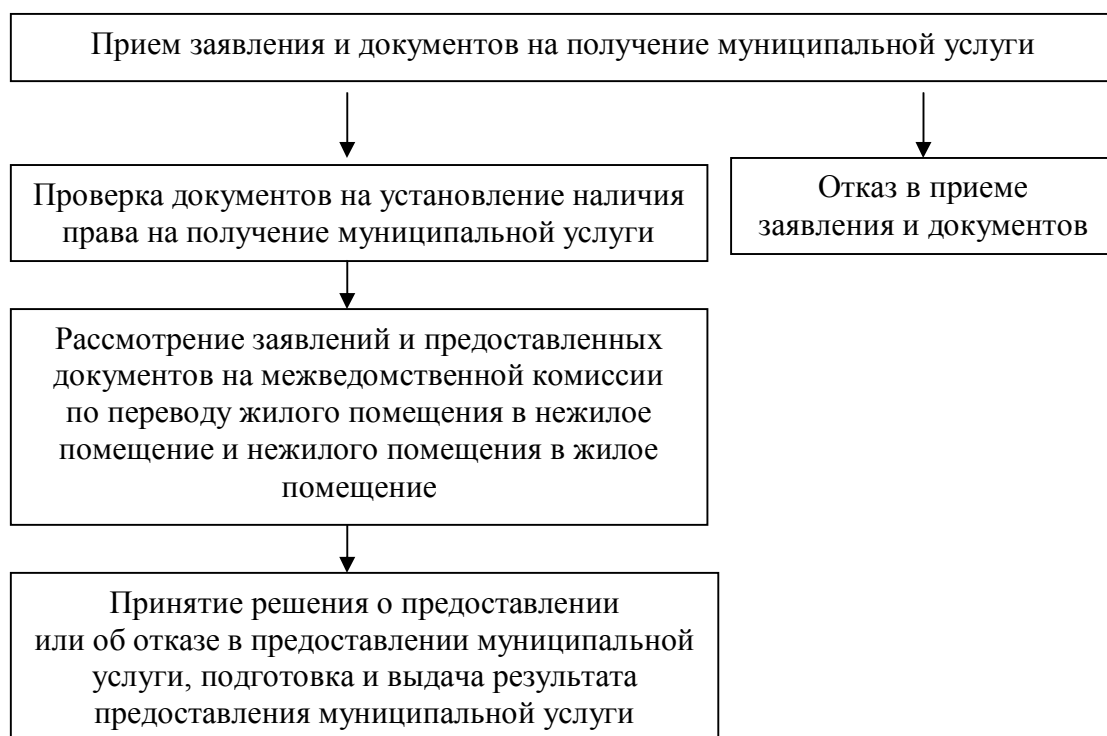 Прием заявления и документов на получение муниципальной услуги
Проверка документов на установление наличия
права на получение муниципальной услуги
Отказ в приеме
заявления и документов
Рассмотрение заявлений и предоставленных
документов на межведомственной комиссии
по переводу жилого помещения в нежилое
помещение и нежилого помещения в жилое
помещение
Принятие решения о предоставлении
или об отказе в предоставлении муниципальной
услуги, подготовка и выдача результата
предоставления муниципальной услуги